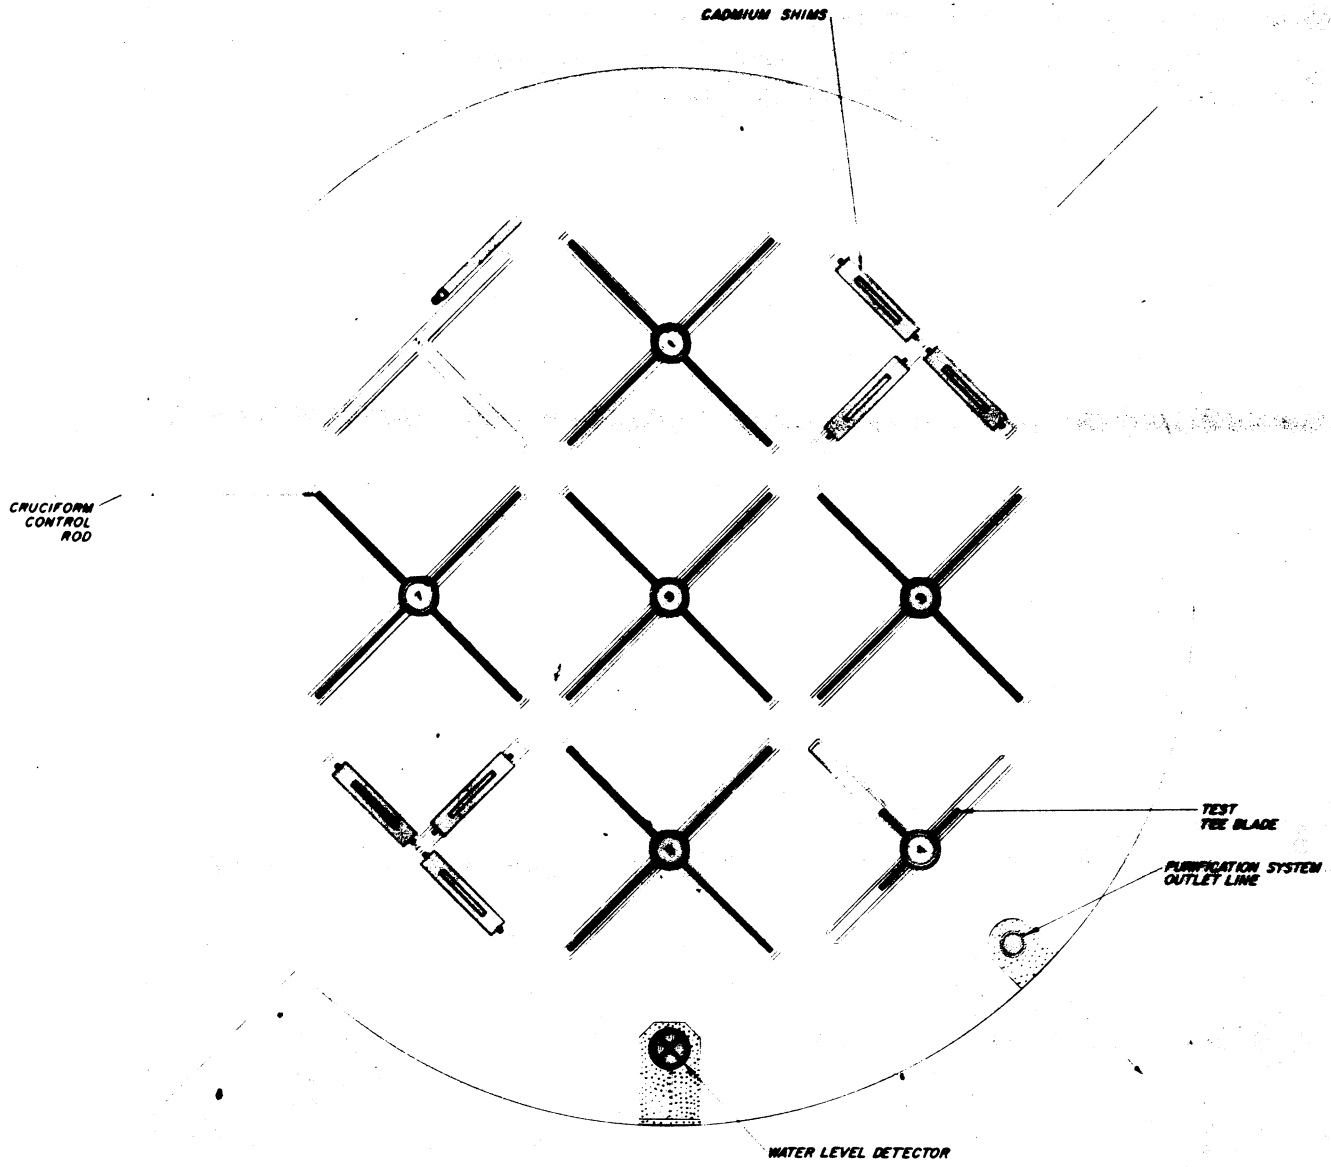 CADMIUM SHIMS
CRUCIFORM
CONTROL
ROD
TEST
TEE BLADE
PURIFICATION SYSTEM
OUTLET LINE
WATER LEVEL DETECTOR